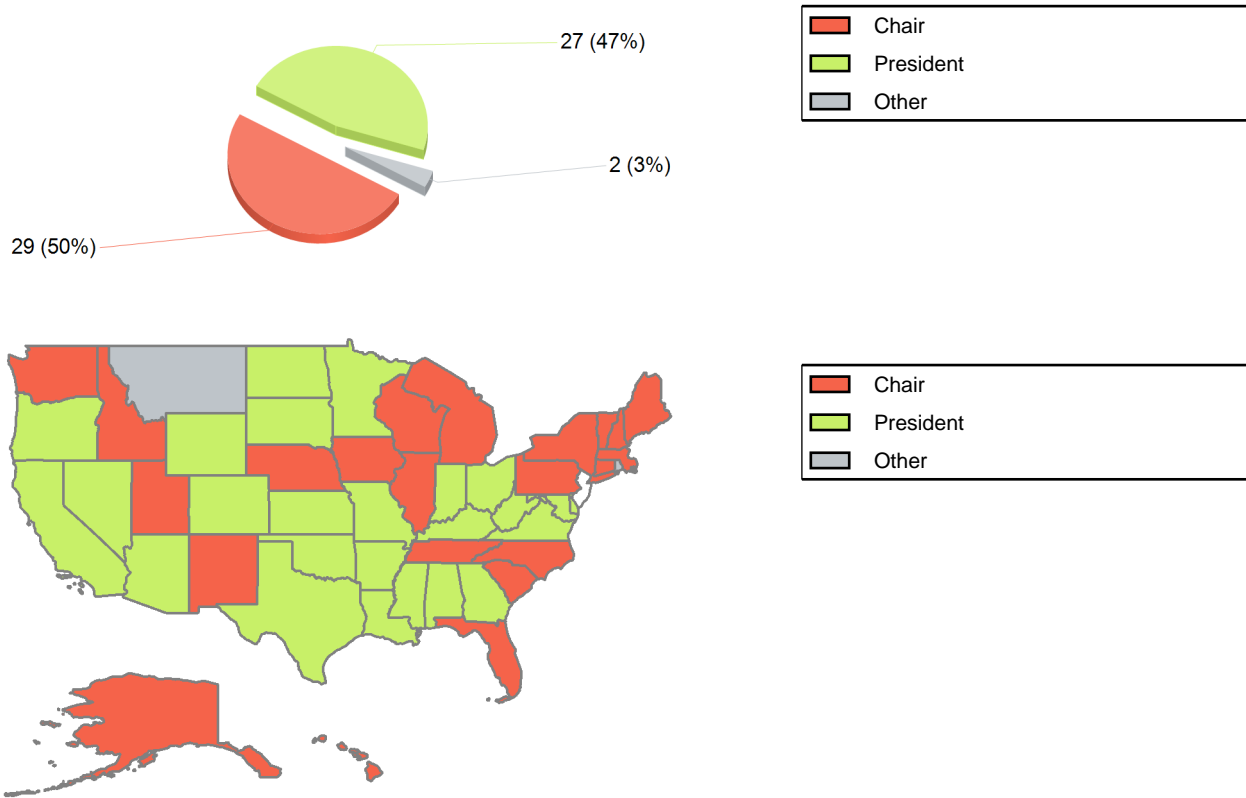 27 (47%)
2 (3%)
29 (50%)
Chair
President
Other
Chair
President
Other